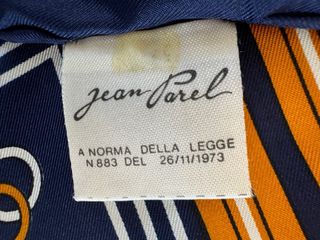 Jean Parel
A NORMA DELLA LEGGE
N 883 DEL 26/11/1973